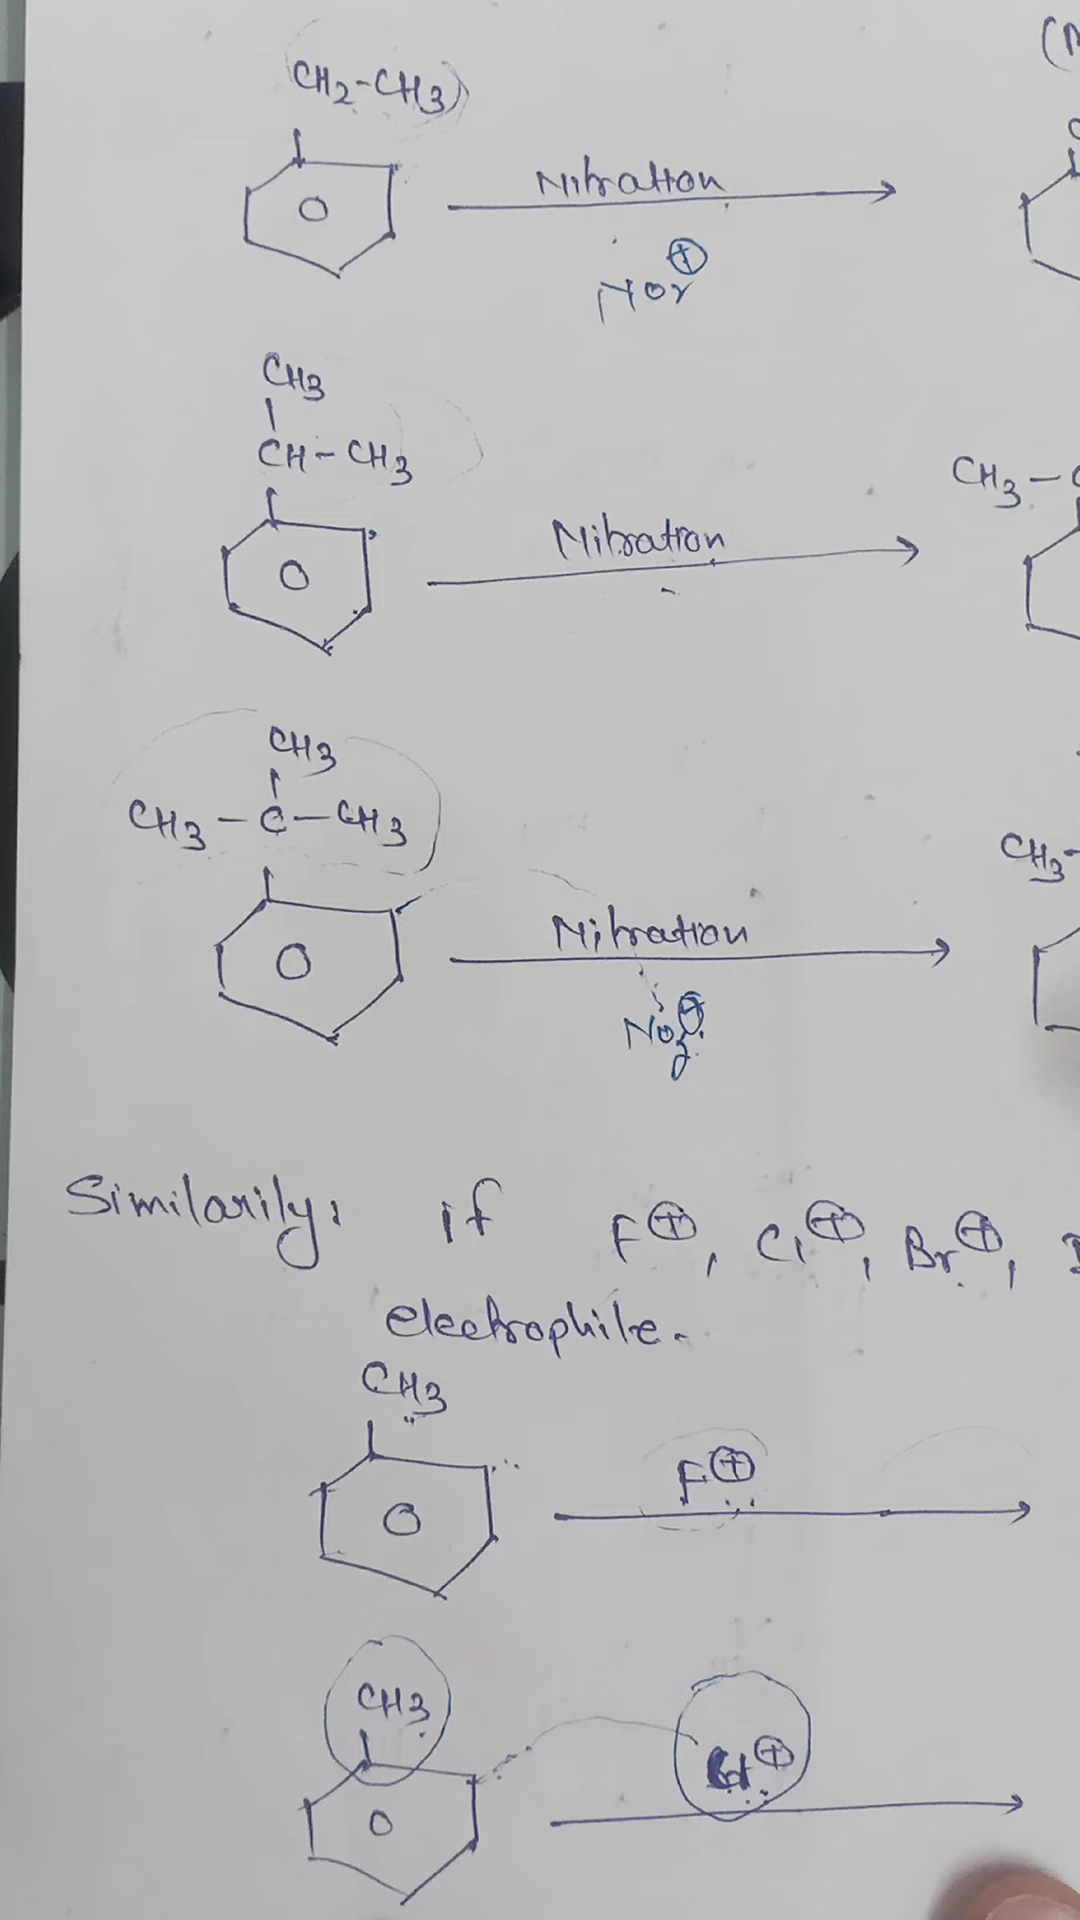 (
CH2-CH3)
Nitration
NO2⊕
CH3
CH-CH3
Nitration
CH3-
CH3
CH3-C-CH3
Nitration
NO2⊕
CH3-
Similarily: if F⊕, Cl⊕, Br⊕,
electrophile.
CH3
F⊕
CH3